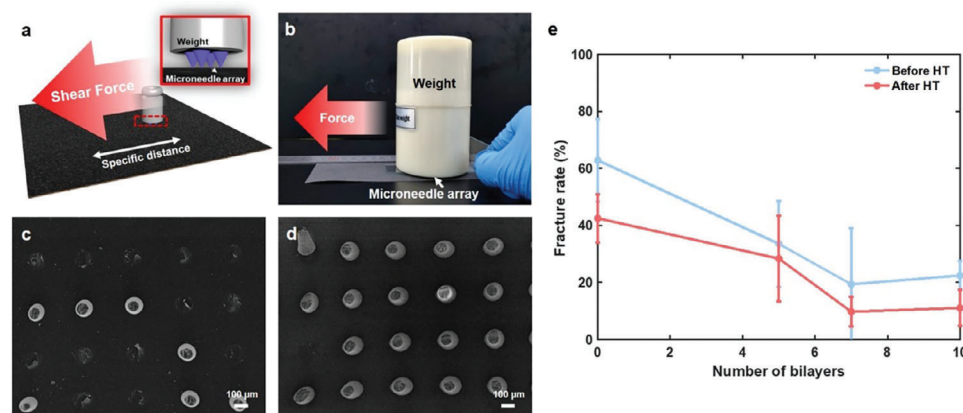 a
Weight
Microneedle array
Shear Force
Specific distance
b
Weight
Force
Microneedle array
c
100 µm
d
100 µm
e
Before HT
After HT
Fracture rate (%)
100
80
60
40
20
0
0 2 4 6 8 10
Number of bilayers